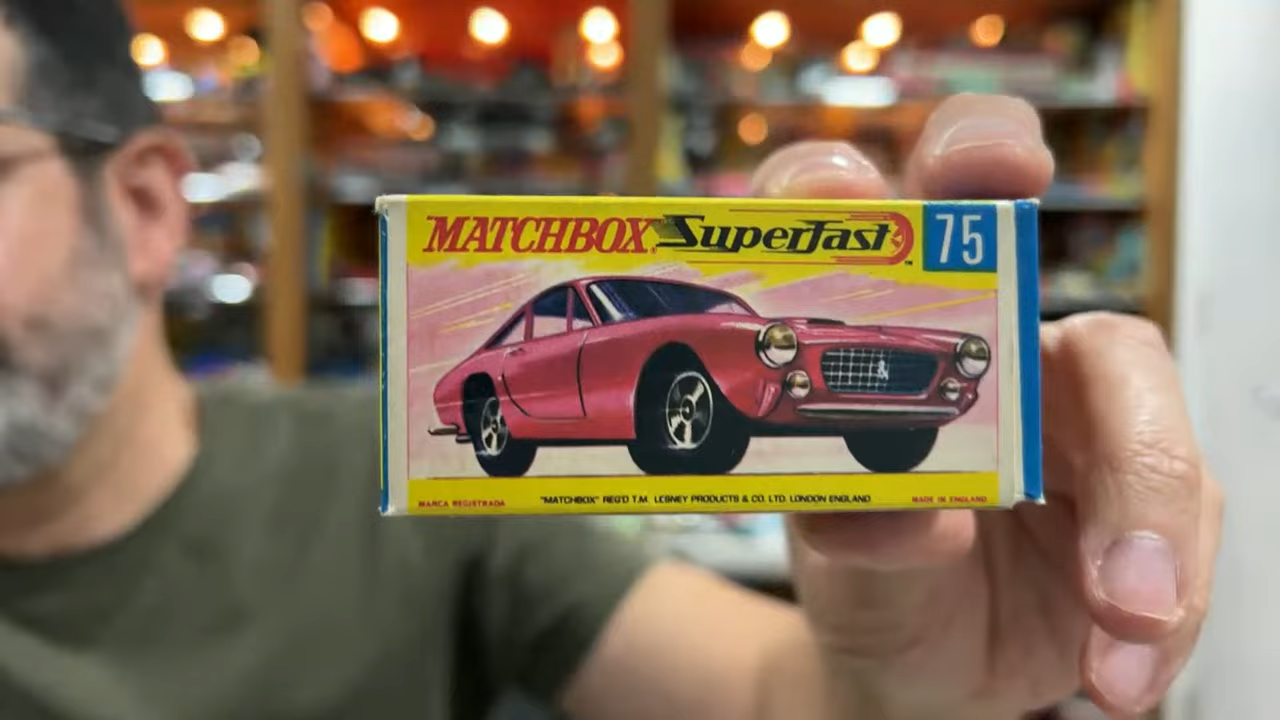 MATCHBOX Superfast 75
MARCA REGISTRADA "MATCHBOX" REG'D T.M. LESNEY PRODUCTS & CO. LTD. LONDON ENGLAND MADE IN ENGLAND